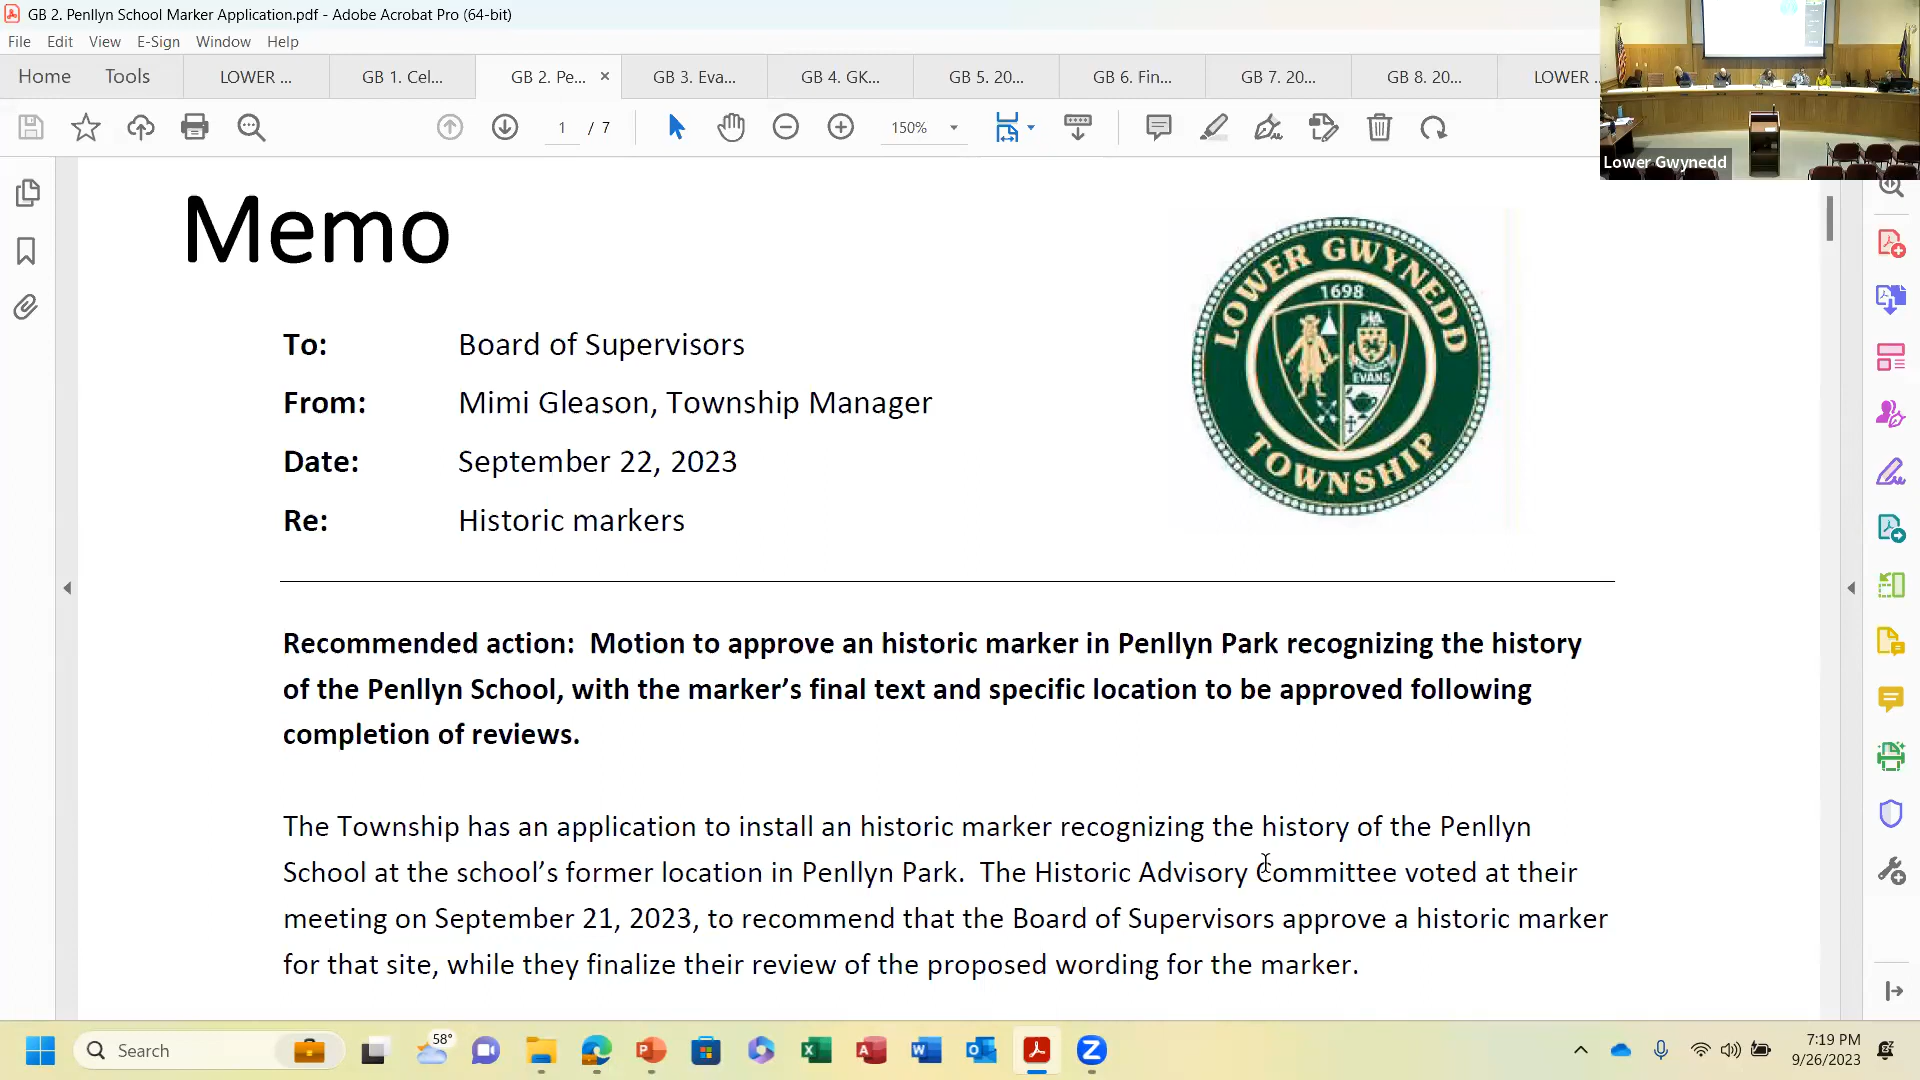 GB 2. Penllyn School Marker Application.pdf - Adobe Acrobat Pro (64-bit)
File Edit View E-Sign Window Help
Home Tools LOWER ... GB 1. Cel... GB 2. Pe... × GB 3. Eva... GB 4. GK... GB 5. 20... GB 6. Fin... GB 7. 20... GB 8. 20... LOWER
1 / 7 150%
Lower Gwynedd
Memo
LOWER GWYNEDD
1698
EVANS
TOWNSHIP
To: Board of Supervisors
From: Mimi Gleason, Township Manager
Date: September 22, 2023
Re: Historic markers
Recommended action: Motion to approve an historic marker in Penllyn Park recognizing the history
of the Penllyn School, with the marker’s final text and specific location to be approved following
completion of reviews.
The Township has an application to install an historic marker recognizing the history of the Penllyn
School at the school’s former location in Penllyn Park. The Historic Advisory Committee voted at their
meeting on September 21, 2023, to recommend that the Board of Supervisors approve a historic marker
for that site, while they finalize their review of the proposed wording for the marker.
Search 58° 7:19 PM
9/26/2023